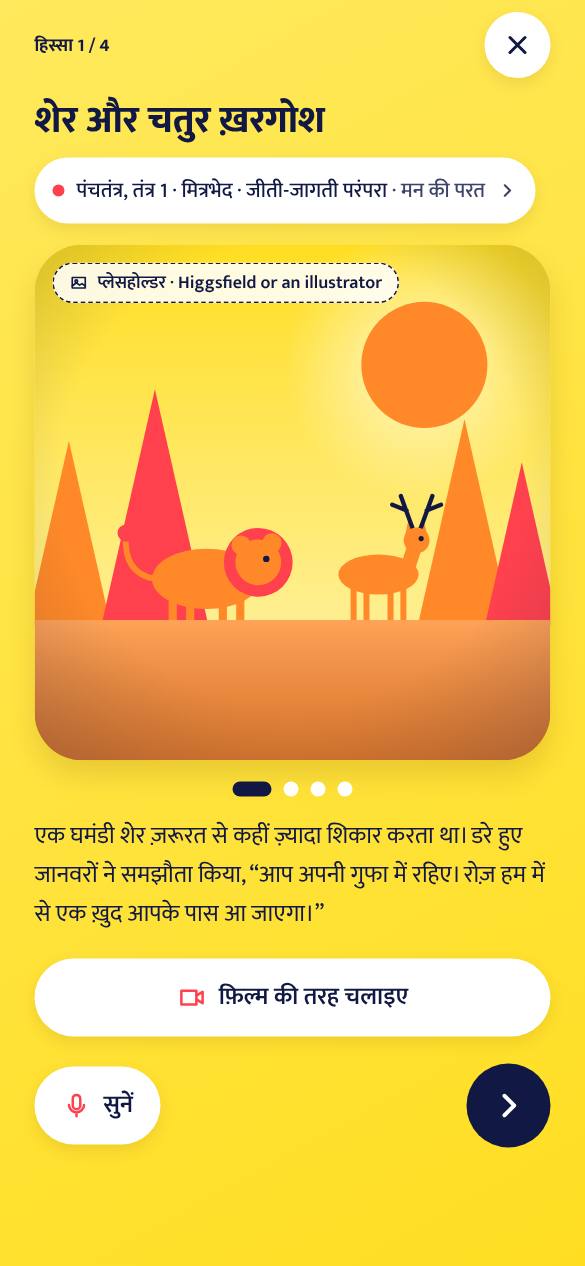 हिस्सा 1 / 4
शेर और चतुर ख़रगोश
पंचतंत्र, तंत्र 1 · मित्रभेद · जीती-जागती परंपरा · मन की परत
प्लेसहोल्डर · Higgsfield or an illustrator
एक घमंडी शेर ज़रूरत से कहीं ज़्यादा शिकार करता था। डरे हुए
जानवरों ने समझौता किया, “आप अपनी गुफा में रहिए। रोज़ हम में
से एक ख़ुद आपके पास आ जाएगा।”
फ़िल्म की तरह चलाइए
सुनें